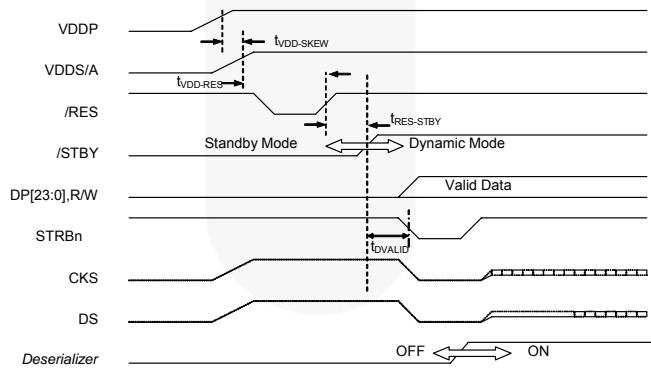 VDDP
tVDD-SKEW
VDDS/A
tVDD-RES
/RES
tRES-STBY
Standby Mode
Dynamic Mode
/STBY
Valid Data
DP[23:0],R/W
STRBn
tDVALID
CKS
DS
OFF
ON
Deserializer